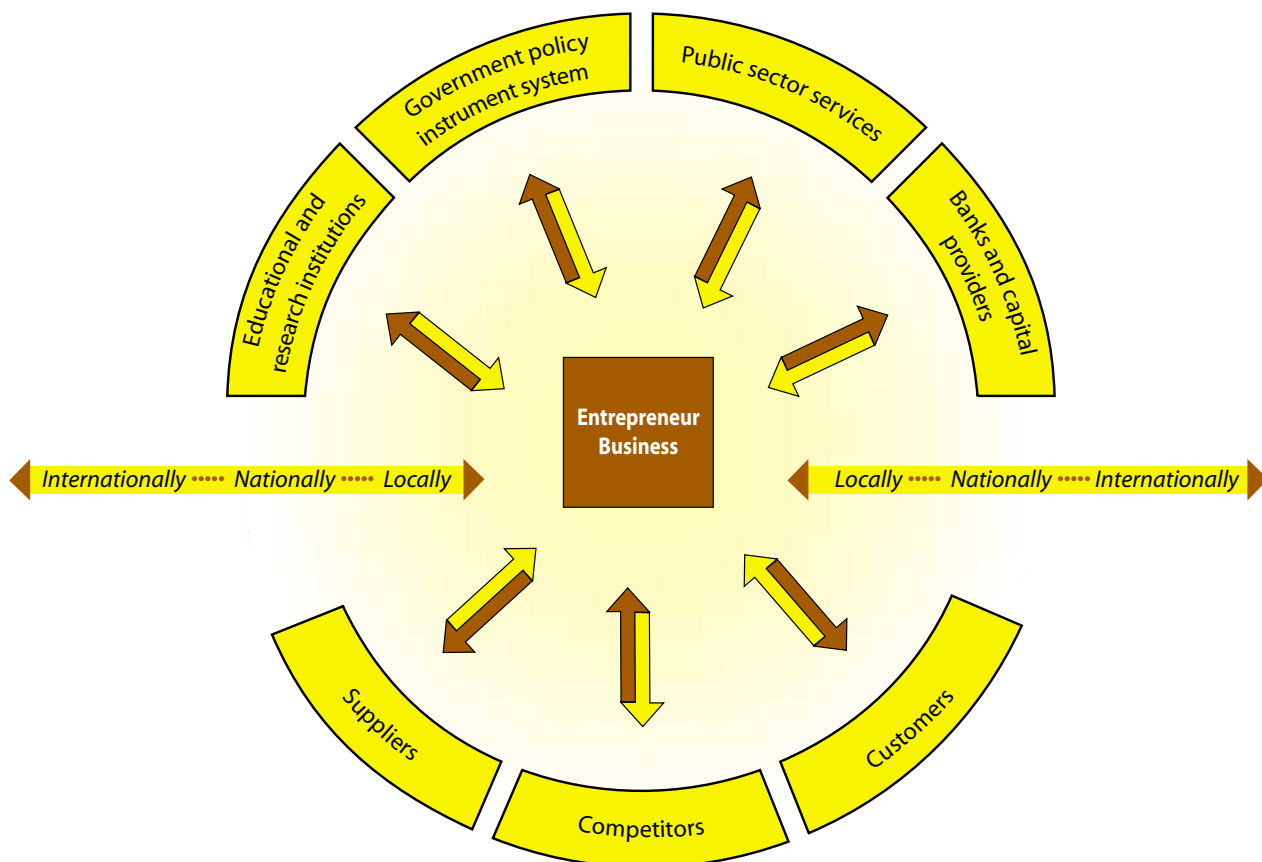 Government policy
instrument system
Public sector services
Educational and
research institutions
Banks and capital
providers
Entrepreneur
Business
Internationally ····· Nationally ····· Locally
Locally ····· Nationally ····· Internationally
Suppliers
Competitors
Customers